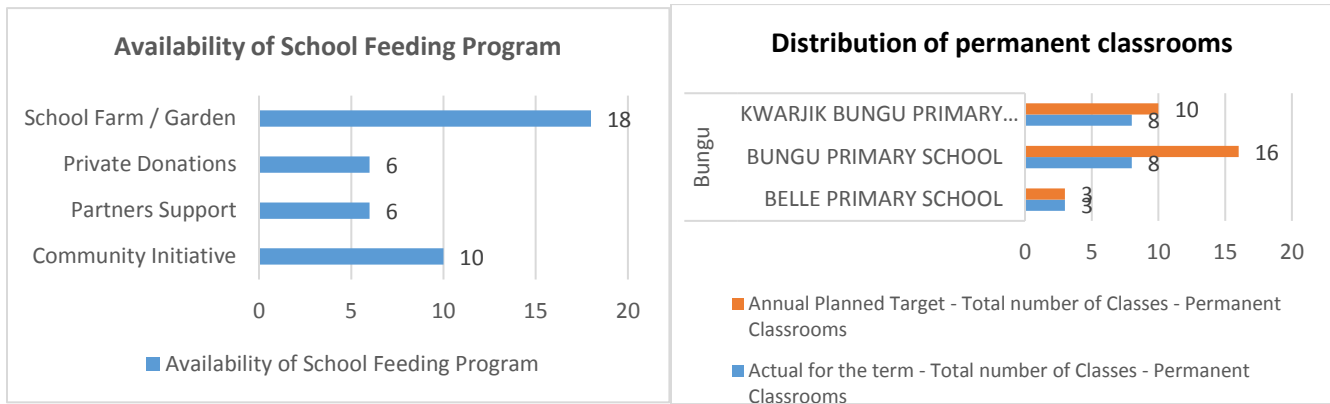 Availability of School Feeding Program
School Farm / Garden
18
Private Donations
6
Partners Support
6
Community Initiative
10
0 5 10 15 20
Availability of School Feeding Program
Distribution of permanent classrooms
Bungu
KWARJIK BUNGU PRIMARY...
10
8
BUNGU PRIMARY SCHOOL
16
8
BELLE PRIMARY SCHOOL
3
3
0 5 10 15 20
Annual Planned Target - Total number of Classes - Permanent
Classrooms
Actual for the term - Total number of Classes - Permanent
Classrooms